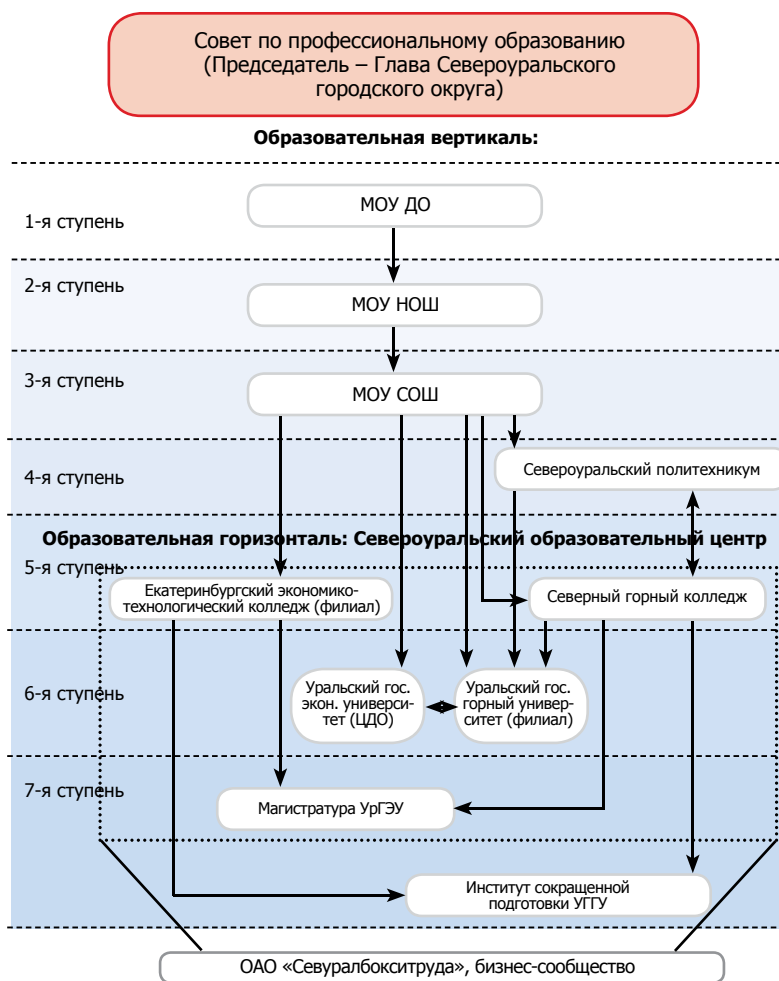 Совет по профессиональному образованию
(Председатель – Глава Североуральского
городского округа)
Образовательная вертикаль:
1-я ступень
МОУ ДО
2-я ступень
МОУ НОШ
3-я ступень
МОУ СОШ
4-я ступень
Североуральский политехникум
Образовательная горизонталь: Североуральский образовательный центр
5-я ступень
Екатеринбургский экономико-
технологический колледж (филиал)
Северный горный колледж
6-я ступень
Уральский гос.
экон. универси-
тет (ЦДО)
Уральский гос.
горный универ-
ситет (филиал)
7-я ступень
Магистратура УрГЭУ
Институт сокращенной
подготовки УГГУ
ОАО «Севуралбокситруда», бизнес-сообщество